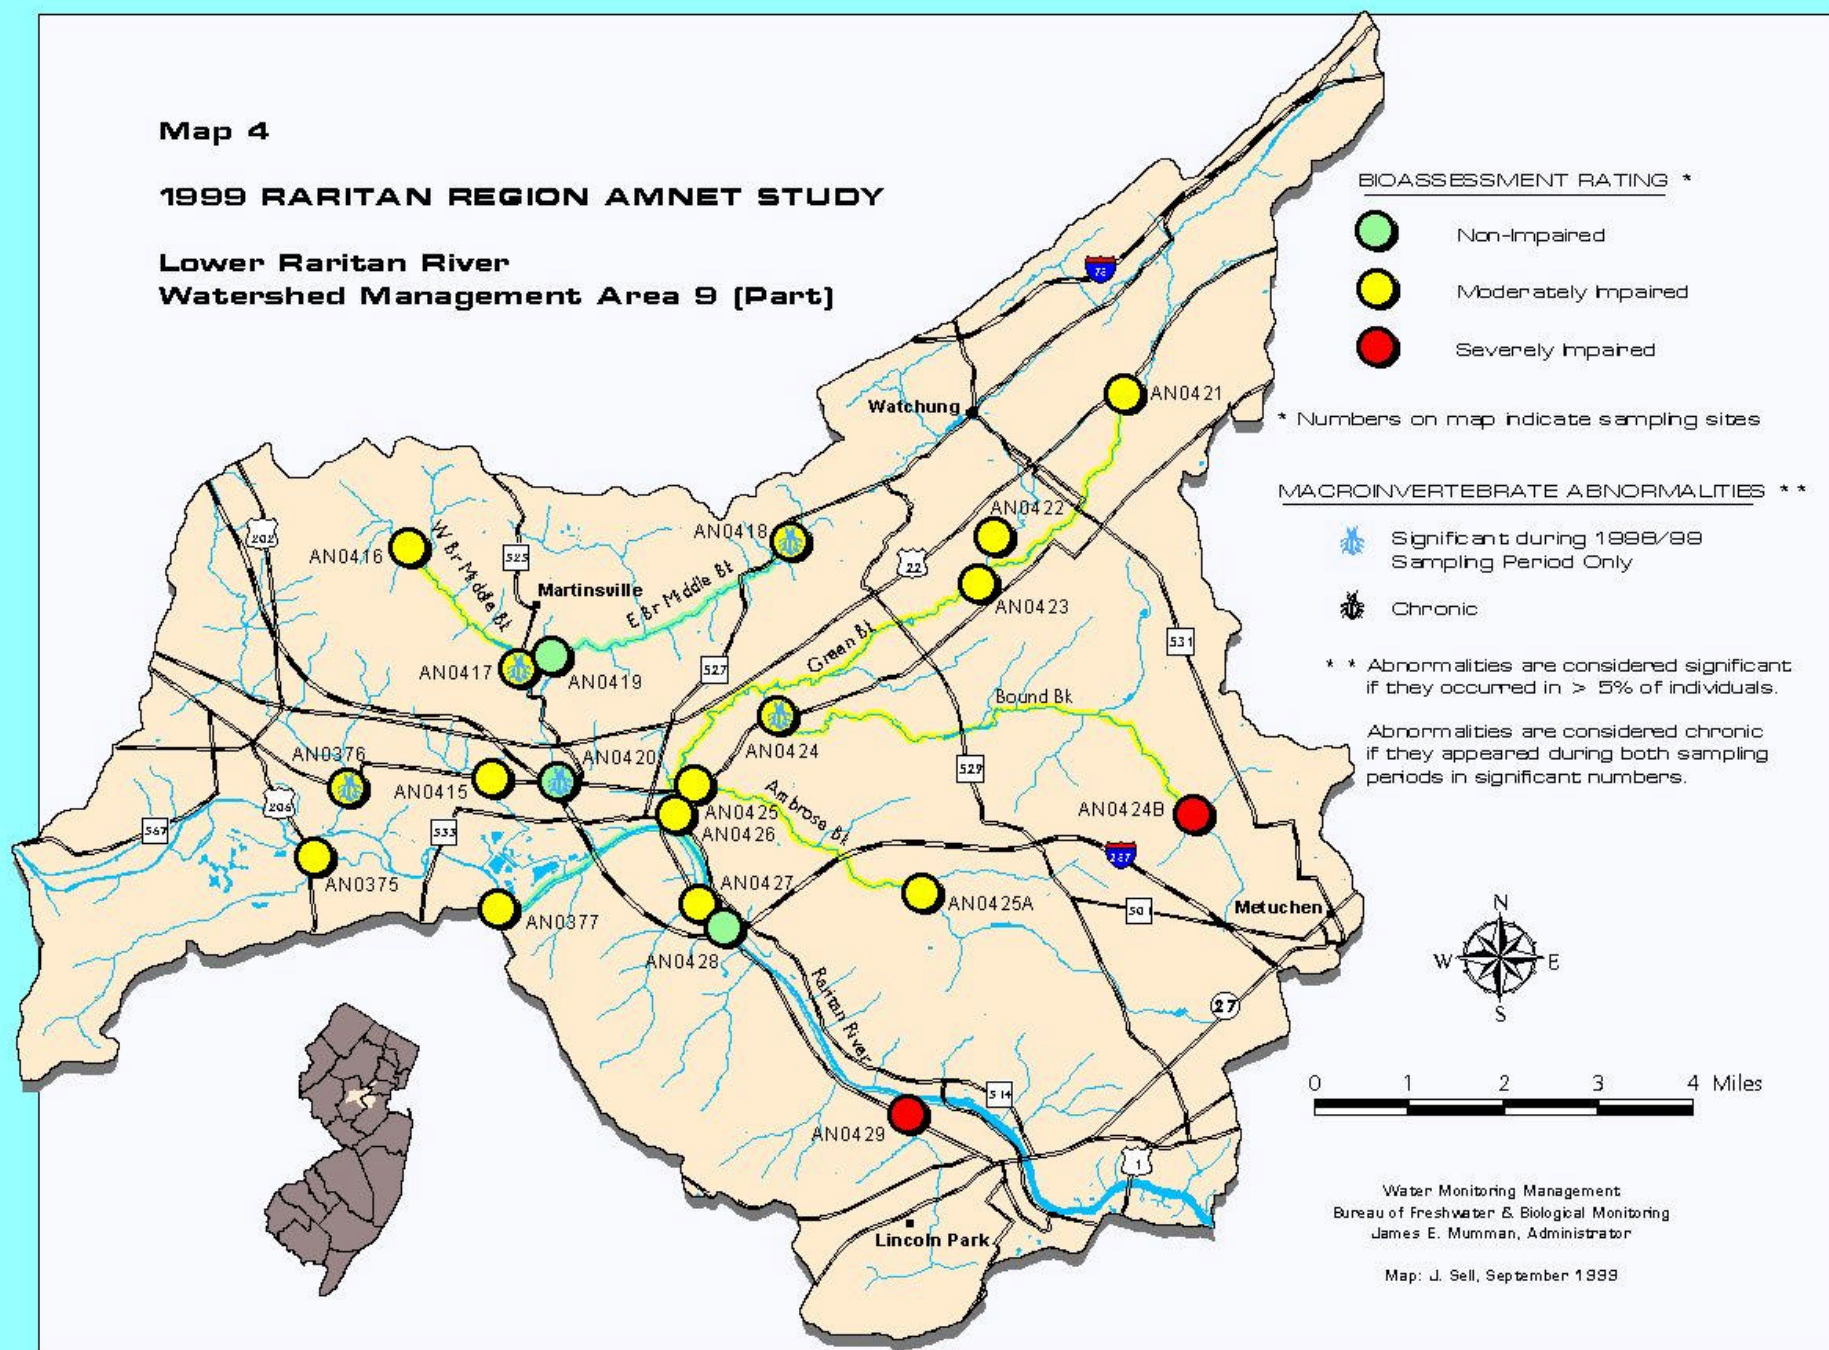 Map 4
1999 RARITAN REGION AMNET STUDY
Lower Raritan River
Watershed Management Area 9 (Part)
BIOASSESSMENT RATING *
Non-Impaired
Moderately Impaired
Severely Impaired
* Numbers on map indicate sampling sites
MACROINVERTEBRATE ABNORMALITIES * *
Significant during 1998/99
Sampling Period Only
Chronic
* * Abnormalities are considered significant
if they occurred in > 5% of individuals.
Abnormalities are considered chronic
if they appeared during both sampling
periods in significant numbers.
78
Watchung
AN0421
AN0422
AN0418
202
AN0416
W Br Middle Bk
525
Martinsville
E Br Middle Bk
22
AN0423
Green Bk
531
527
AN0417
AN0419
Bound Bk
AN0424
AN0376
AN0420
529
AN0415
Ambrose Bk
206
AN0425
AN0426
AN0424B
567
533
287
AN0375
AN0427
AN0425A
501
Metuchen
AN0377
AN0428
Raritan River
27
514
AN0429
1
Lincoln Park
N
W
E
S
0 1 2 3 4 Miles
Water Monitoring Management
Bureau of Freshwater & Biological Monitoring
James E. Mumman, Administrator
Map: J. Sell, September 1999